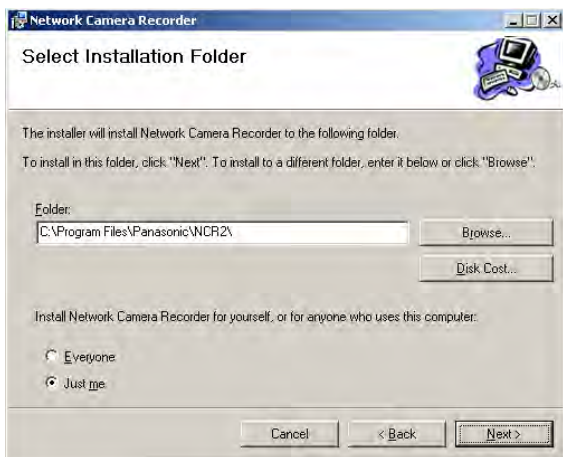 Network Camera Recorder
Select Installation Folder
The installer will install Network Camera Recorder to the following folder.
To install in this folder, click "Next". To install to a different folder, enter it below or click "Browse".
Folder:
C:\Program Files\Panasonic\NCR2\
Browse...
Disk Cost...
Install Network Camera Recorder for yourself, or for anyone who uses this computer:
Everyone
Just me
Cancel
< Back
Next >